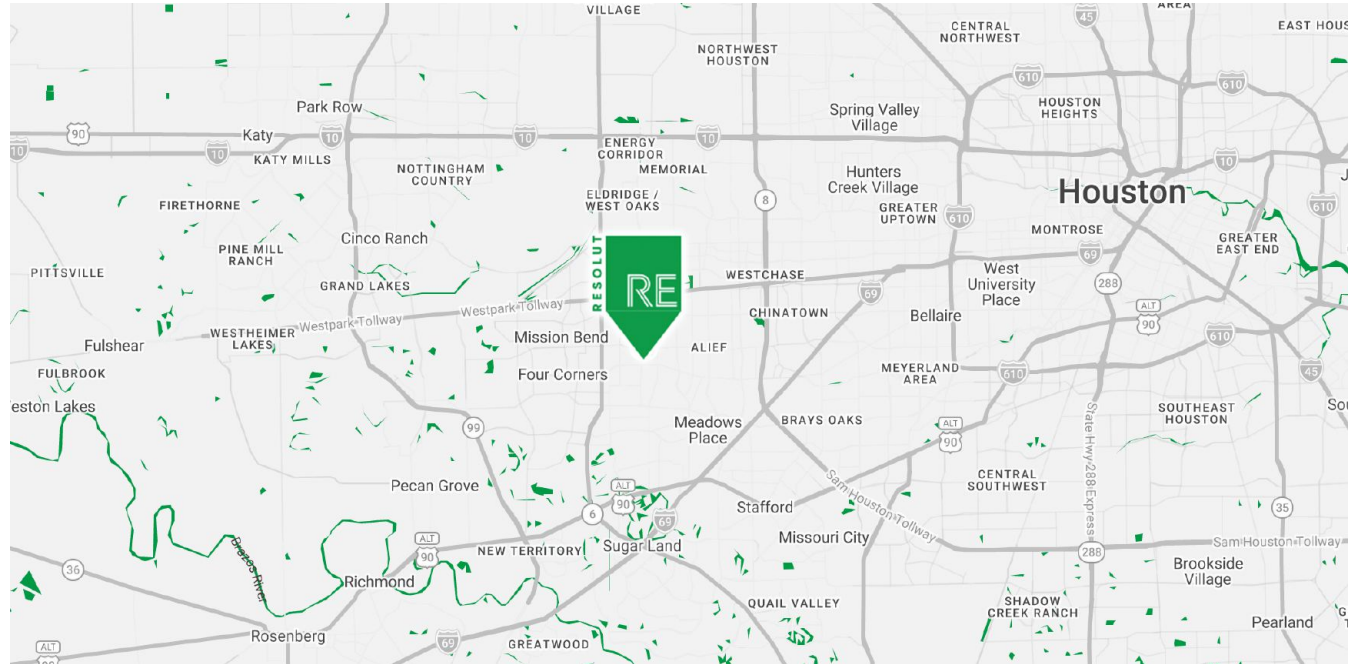 VILLAGE
AREA
45
CENTRAL
NORTHWEST
EAST HOUS
NORTHWEST
HOUSTON
610
610
Park Row
Spring Valley
Village
HOUSTON
HEIGHTS
90
Katy
10
10
10
10
10
10
KATY MILLS
ENERGY
CORRIDOR
MEMORIAL
NOTTINGHAM
COUNTRY
Hunters
Creek Village
J
Houston
ELDRIDGE /
WEST OAKS
8
FIRETHORNE
GREATER
UPTOWN
610
610
MONTROSE
GREATER
EAST END
Cinco Ranch
PINE MILL
RANCH
RESOLUT
RE
69
PITTSVILLE
WESTCHASE
West
University
Place
288
GRAND LAKES
69
Westpark Tollway
Westpark Tollway
CHINATOWN
Bellaire
ALT
90
WESTHEIMER
LAKES
Mission Bend
Fulshear
ALIEF
610
FULBROOK
Four Corners
MEYERLAND
AREA
610
45
eston Lakes
SOUTHEAST
HOUSTON
Sou
Meadows
Place
BRAYS OAKS
99
ALT
90
State Hwy 288 Express
Pecan Grove
CENTRAL
SOUTHWEST
ALT
90
Stafford
Sam Houston Tollway
35
6
69
Missouri City
ALT
90
NEW TERRITORY
Sugar Land
288
Sam Houston Tollway
Brazos River
36
Richmond
Brookside
Village
QUAIL VALLEY
SHADOW
CREEK RANCH
Rosenberg
Pearland
69
GREATWOOD
ALT
90